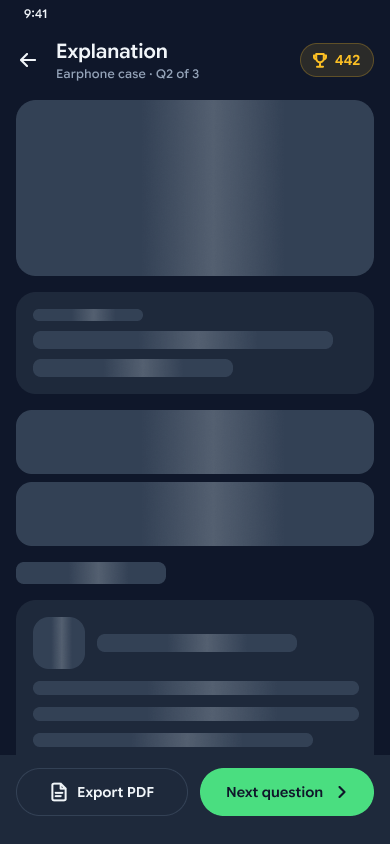 9:41
Explanation
Earphone case · Q2 of 3
442
Export PDF
Next question